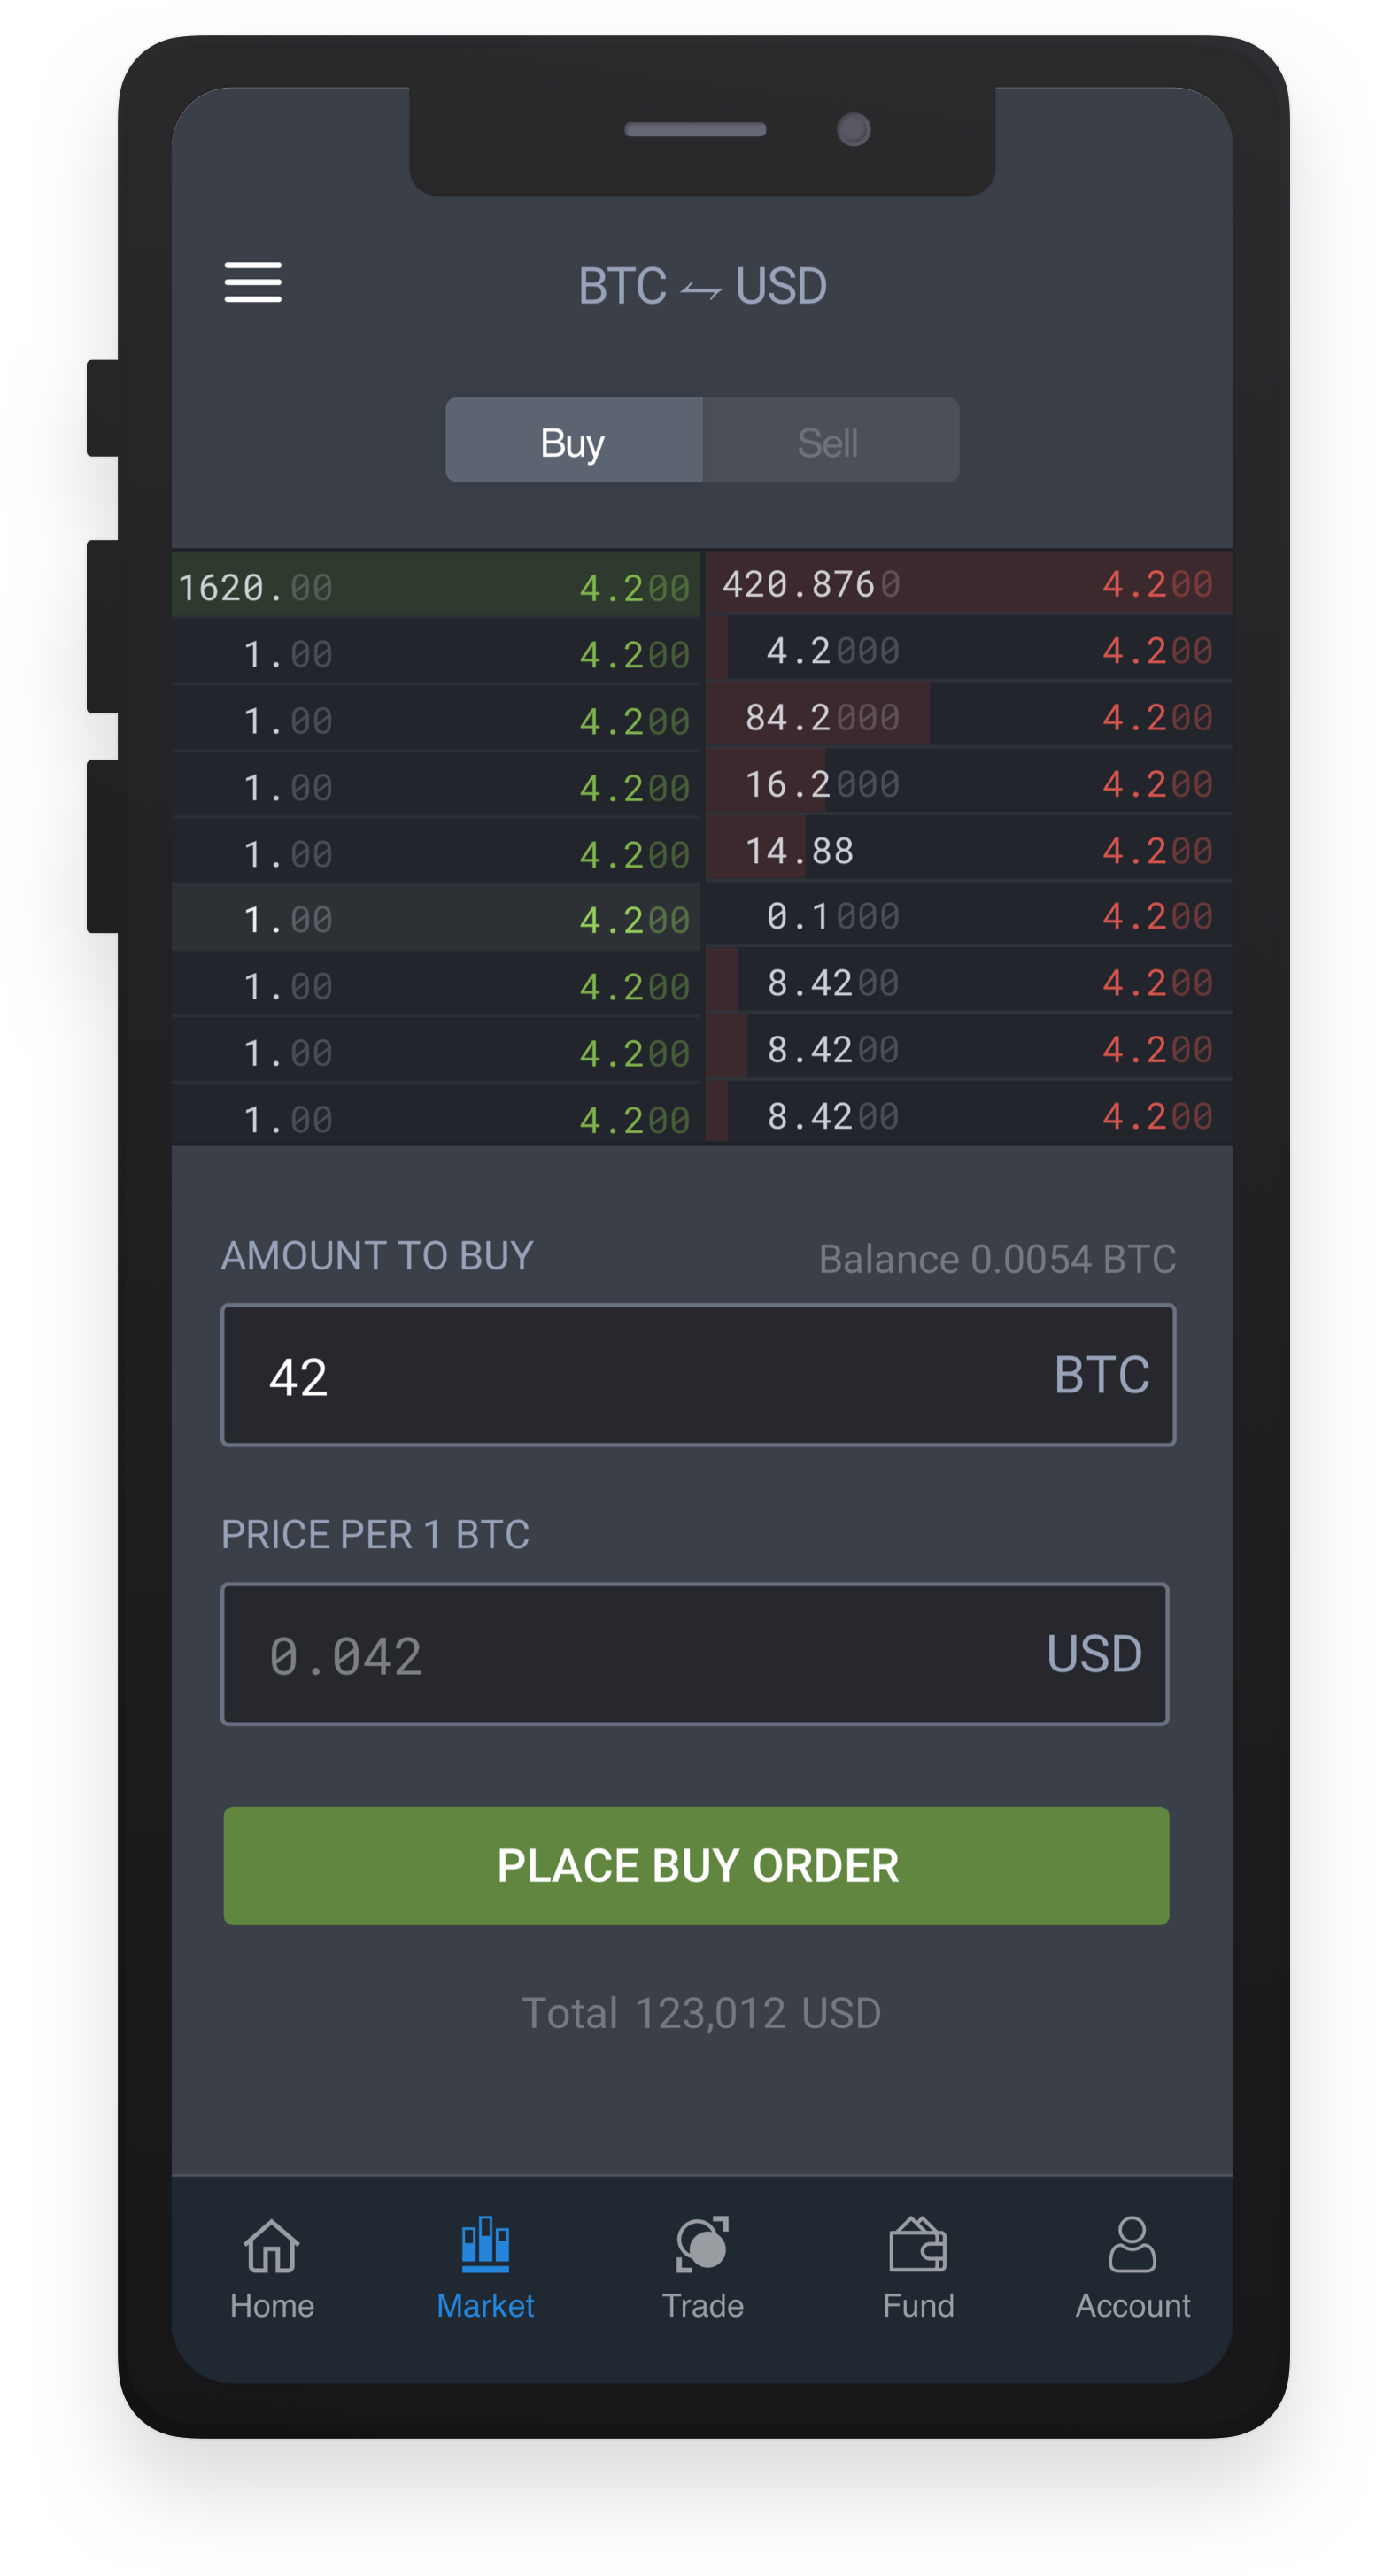 BTC ⇋ USD
Buy Sell
1620.00 4.200 420.8760 4.200
1.00 4.200 4.2000 4.200
1.00 4.200 84.2000 4.200
1.00 4.200 16.2000 4.200
1.00 4.200 14.88 4.200
1.00 4.200 0.1000 4.200
1.00 4.200 8.4200 4.200
1.00 4.200 8.4200 4.200
1.00 4.200 8.4200 4.200
AMOUNT TO BUY Balance 0.0054 BTC
42 BTC
PRICE PER 1 BTC
0.042 USD
PLACE BUY ORDER
Total 123,012 USD
Home Market Trade Fund Account